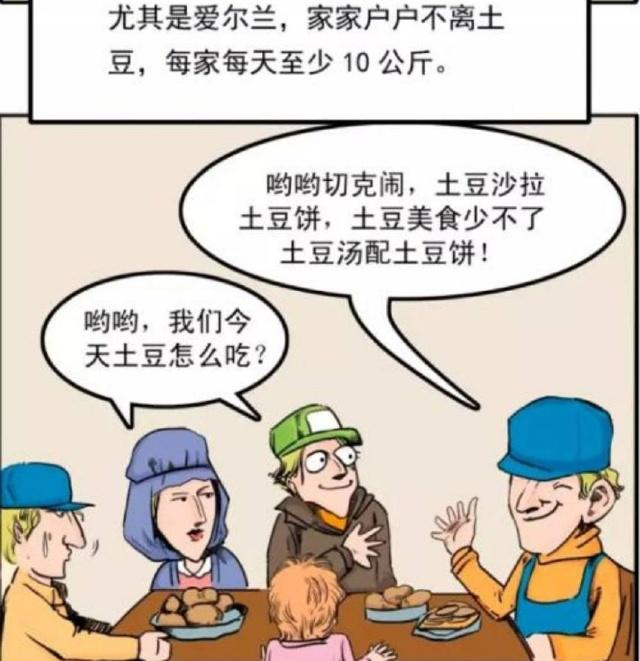 尤其是爱尔兰，家家户户不离土
豆，每家每天至少 10 公斤。
哟哟切克闹，土豆沙拉
土豆饼，土豆美食少不了
土豆汤配土豆饼！
哟哟，我们今
天土豆怎么吃？